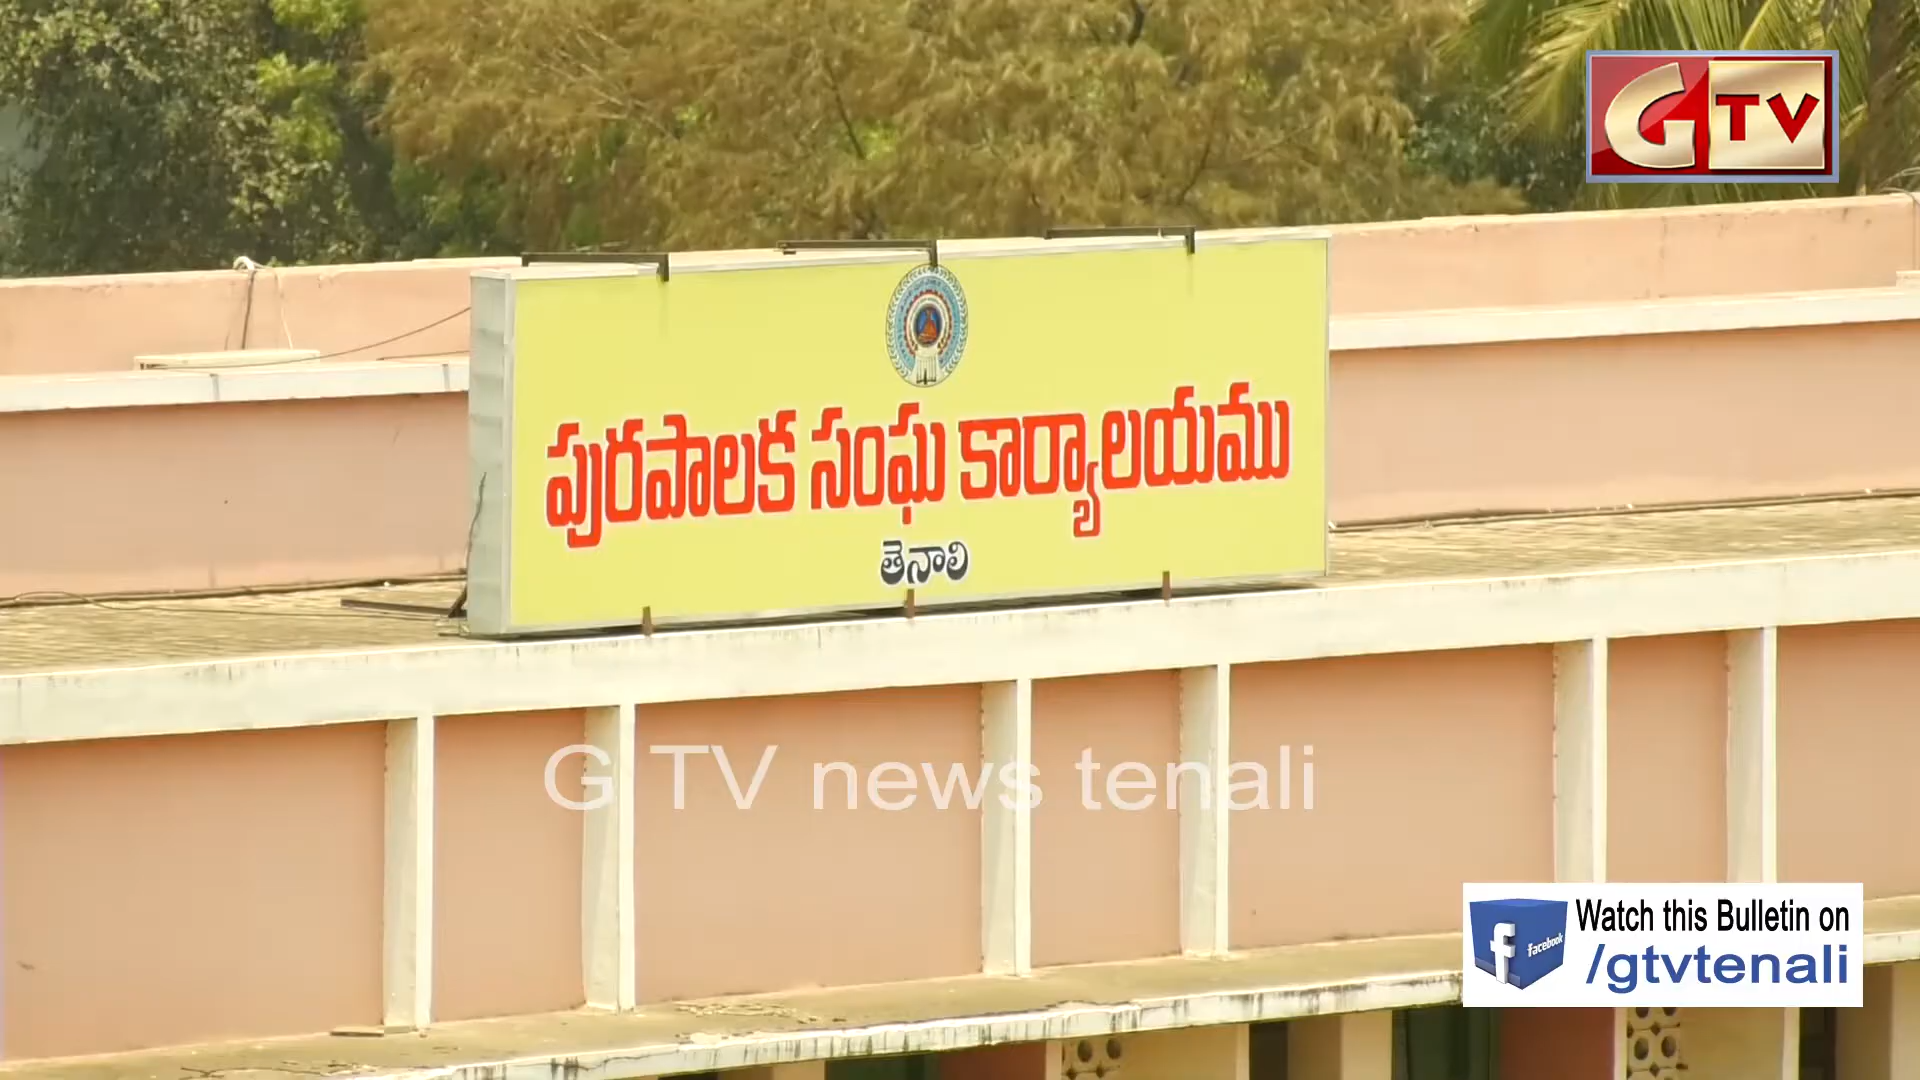 GTV
పురపాలక సంఘ కార్యాలయము
తెనాలి
G TV news tenali
facebook
Watch this Bulletin on
/gtvtenali